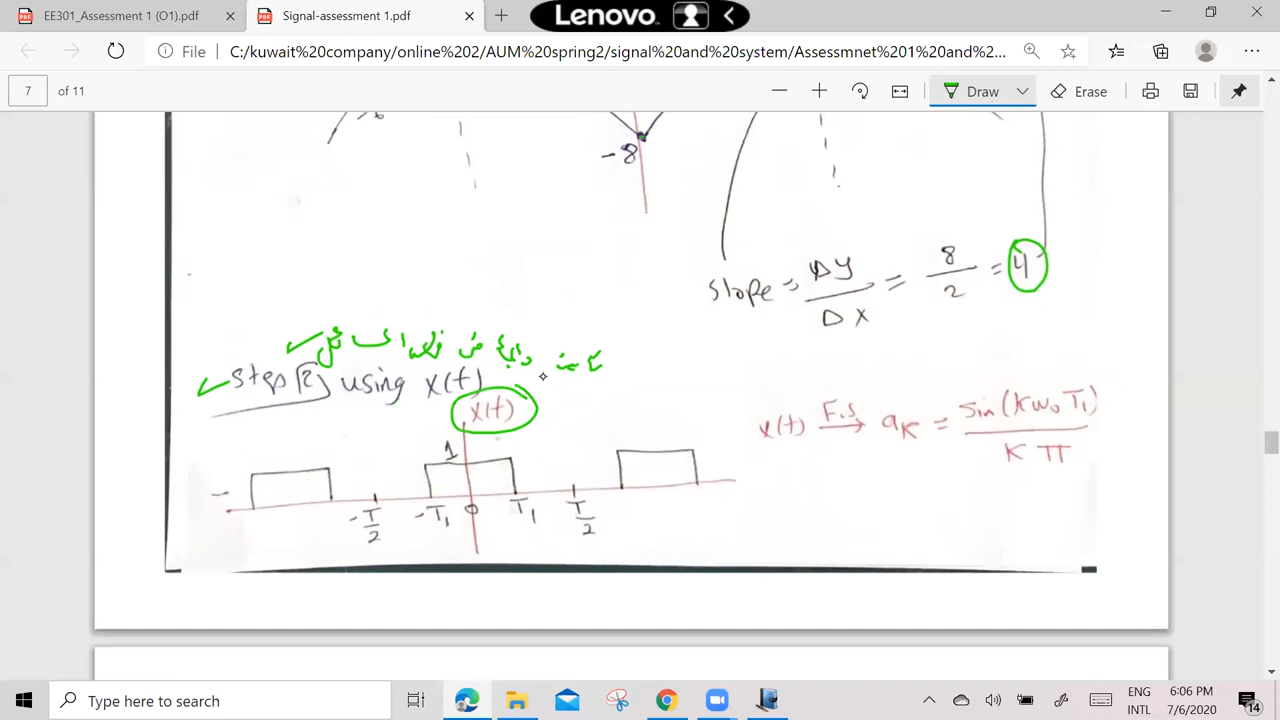 EE301_Assessment 1 (O1).pdf
Signal-assessment 1.pdf
Lenovo
File
C:/kuwait%20company/online%202/AUM%20spring2/signal%20and%20system/Assessmnet%201%20and%2...
7 of 11
Draw
Erase
-8
slope = ΔY/ΔX = 8/2 = 4
step [2] using x(t)
x(t)
x(t) F.S→ aK = sin(K w0 T1) / K π
1
-T/2 -T1 0 T1 T/2
Type here to search
ENG
INTL
6:06 PM
7/6/2020
14